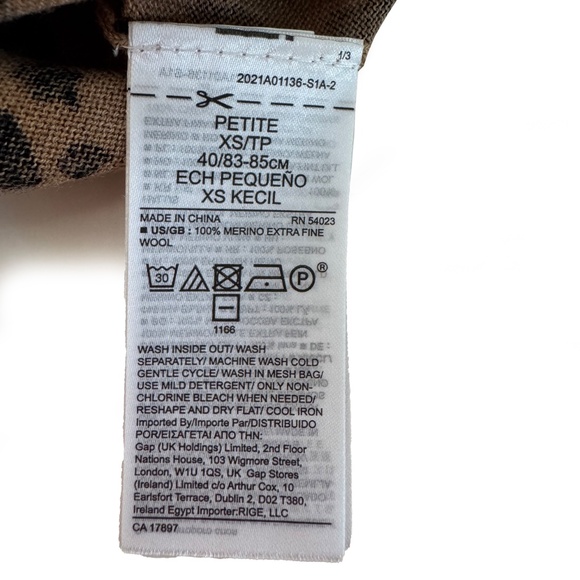 1/3
2021A01136-S1A-2
PETITE
XS/TP
40/83-85CM
ECH PEQUEÑO
XS KECIL
MADE IN CHINA RN 54023
■ US/GB : 100% MERINO EXTRA FINE
WOOL
30 P ®
1166
WASH INSIDE OUT/ WASH
SEPARATELY/ MACHINE WASH COLD
GENTLE CYCLE/ WASH IN MESH BAG/
USE MILD DETERGENT/ ONLY NON-
CHLORINE BLEACH WHEN NEEDED/
RESHAPE AND DRY FLAT/ COOL IRON
Imported By/Importe Par/DISTRIBUIDO
POR/ΕΙΣΑΓΕΤΑΙ ΑΠΟ ΤΗΝ:
Gap (UK Holdings) Limited, 2nd Floor
Nations House, 103 Wigmore Street,
London, W1U 1QS, UK Gap Stores
(Ireland) Limited c/o Arthur Cox, 10
Earlsfort Terrace, Dublin 2, D02 T380,
Ireland Egypt Importer:RIGE, LLC
CA 17897